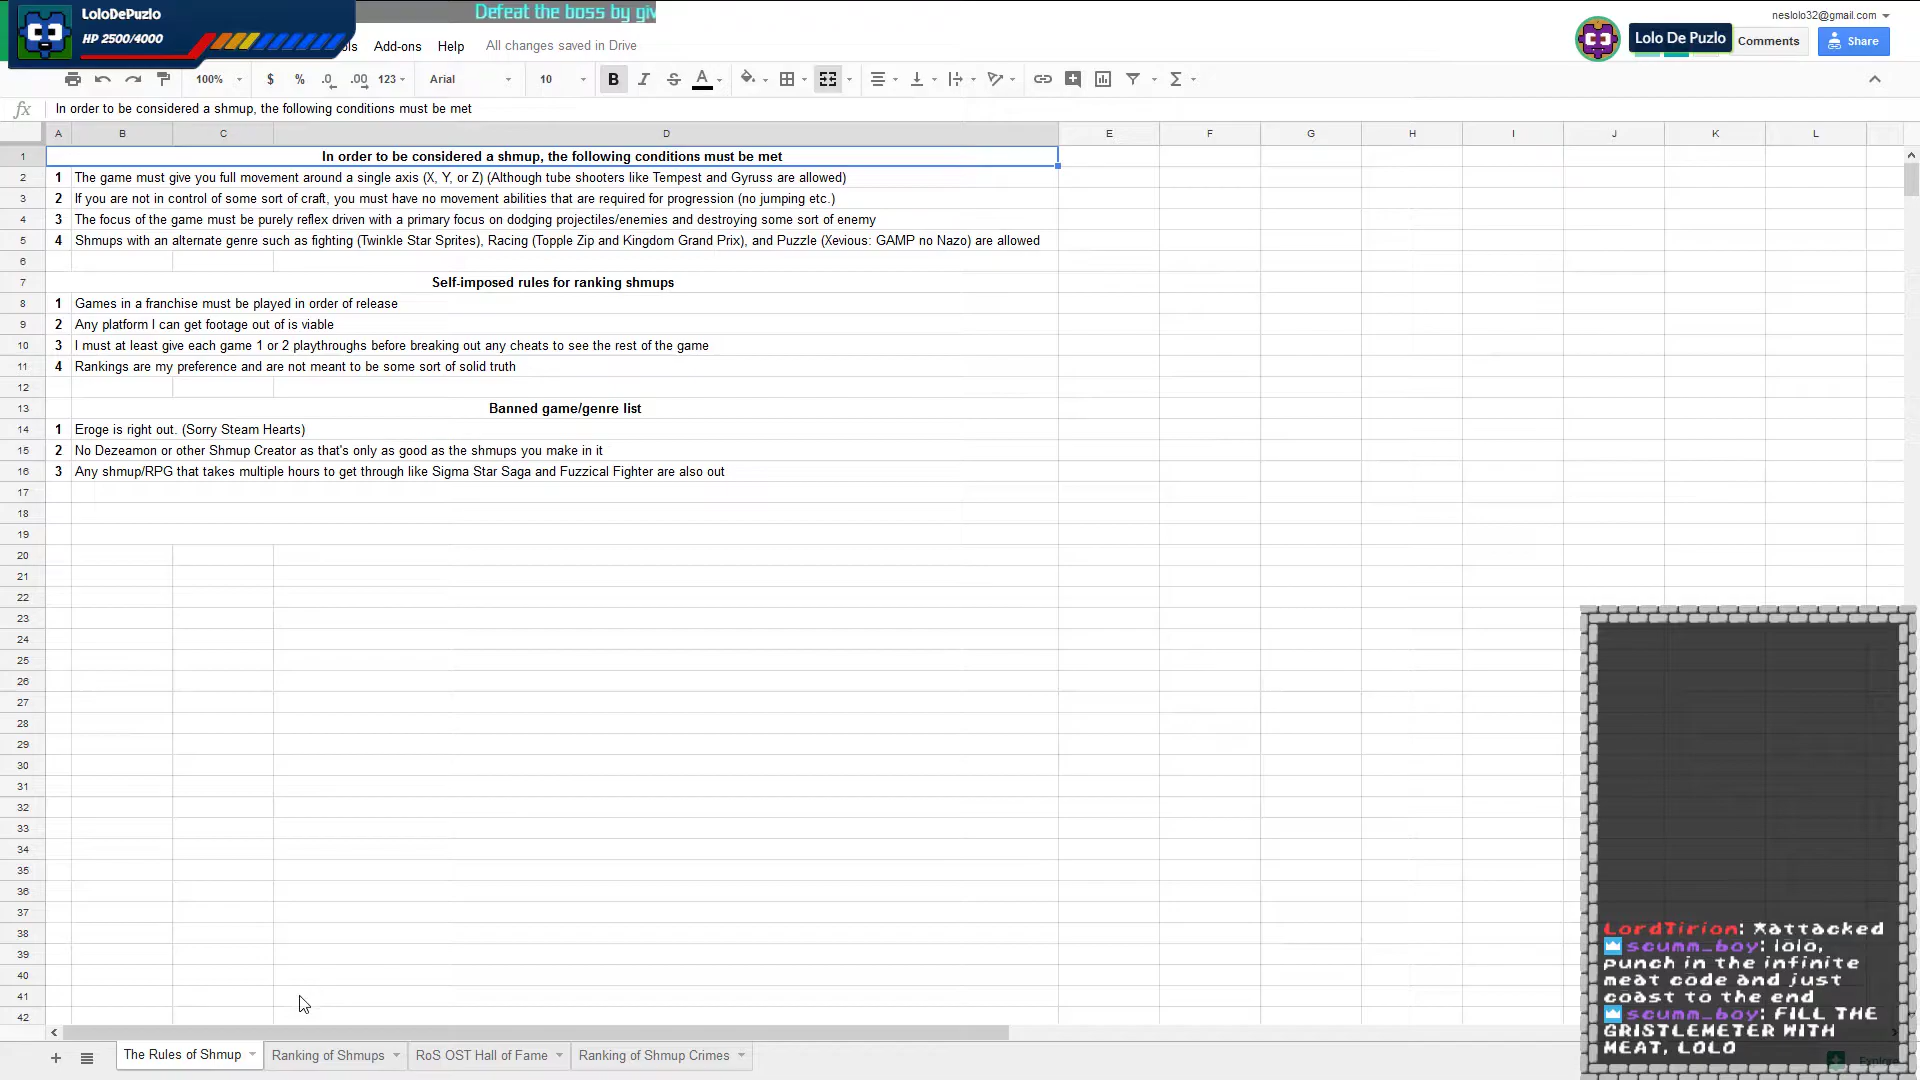 LoloDePuzlo
HP 2500/4000
Defeat the boss by giv
Add-ons Help All changes saved in Drive
neslolo32@gmail.com
Lolo De Puzlo
Comments
Share
100% $ % .0 .00 123 Arial 10 B I S A Σ
fx In order to be considered a shmup, the following conditions must be met
A B C D E F G H I J K L
1 In order to be considered a shmup, the following conditions must be met
2 1 The game must give you full movement around a single axis (X, Y, or Z) (Although tube shooters like Tempest and Gyruss are allowed)
3 2 If you are not in control of some sort of craft, you must have no movement abilities that are required for progression (no jumping etc.)
4 3 The focus of the game must be purely reflex driven with a primary focus on dodging projectiles/enemies and destroying some sort of enemy
5 4 Shmups with an alternate genre such as fighting (Twinkle Star Sprites), Racing (Topple Zip and Kingdom Grand Prix), and Puzzle (Xevious: GAMP no Nazo) are allowed
6
7 Self-imposed rules for ranking shmups
8 1 Games in a franchise must be played in order of release
9 2 Any platform I can get footage out of is viable
10 3 I must at least give each game 1 or 2 playthroughs before breaking out any cheats to see the rest of the game
11 4 Rankings are my preference and are not meant to be some sort of solid truth
12
13 Banned game/genre list
14 1 Eroge is right out. (Sorry Steam Hearts)
15 2 No Dezeamon or other Shmup Creator as that's only as good as the shmups you make in it
16 3 Any shmup/RPG that takes multiple hours to get through like Sigma Star Saga and Fuzzical Fighter are also out
17
18
19
20
21
22
23
24
25
26
27
28
29
30
31
32
33
34
35
36
37
38
39
40
41
42
LordTirion: *attacked
scumm_boy: lolo,
punch in the infinite
meat code and just
coast to the end
scumm_boy: FILL THE
GRISTLEMETER WITH
MEAT, LOLO
The Rules of Shmup Ranking of Shmups RoS OST Hall of Fame Ranking of Shmup Crimes